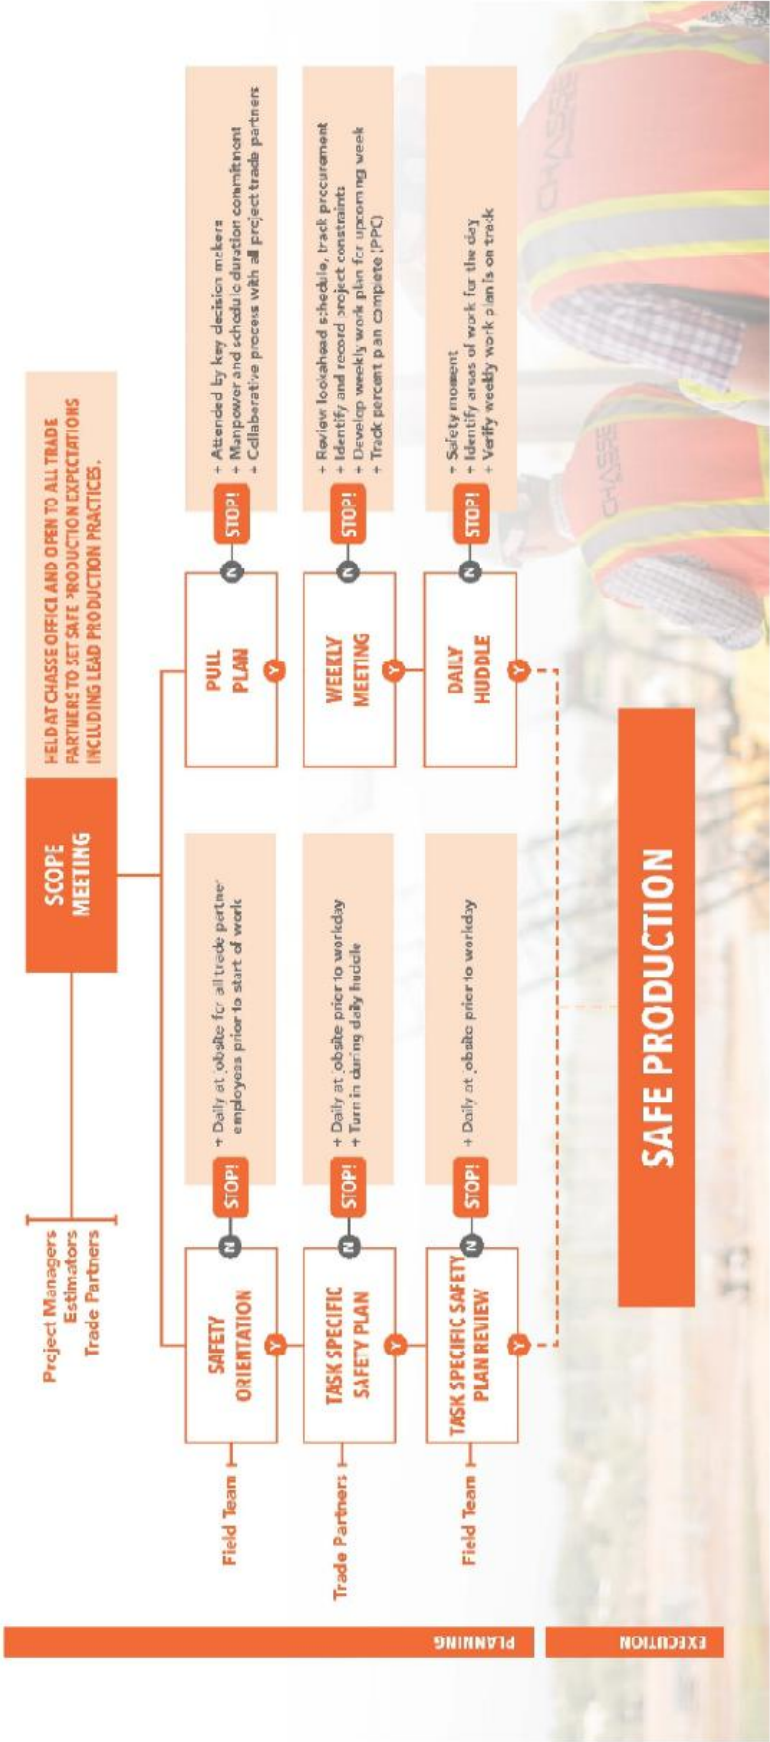 Project Managers
Estimators
Trade Partners
SCOPE
MEETING
HELD AT CHASSE OFFICE AND OPEN TO ALL TRADE
PARTNERS TO SET SAFE PRODUCTION EXPECTATIONS
INCLUDING LEAD PRODUCTION PRACTICES.
PLANNING
Field Team
SAFETY
ORIENTATION
N
STOP!
+ Daily at jobsite for all trade partner
employees prior to start of work
Y
Trade Partners
TASK SPECIFIC
SAFETY PLAN
N
STOP!
+ Daily at jobsite prior to workday
+ Turn in during daily huddle
Y
Field Team
TASK SPECIFIC SAFETY
PLAN REVIEW
N
STOP!
+ Daily at jobsite prior to workday
Y
PULL
PLAN
N
STOP!
+ Attended by key decision makers
+ Manpower and schedule duration commitment
+ Collaborative process with all project trade partners
Y
WEEKLY
MEETING
N
STOP!
+ Review lookahead schedule, track procurement
+ Identify and record project constraints
+ Develop weekly work plan for upcoming week
+ Track percent plan complete (PPC)
Y
DAILY
HUDDLE
N
STOP!
+ Safety moment
+ Identify areas of work for the day
+ Verify weekly work plan is on track
Y
EXECUTION
SAFE PRODUCTION
CHASSE
CHASSE